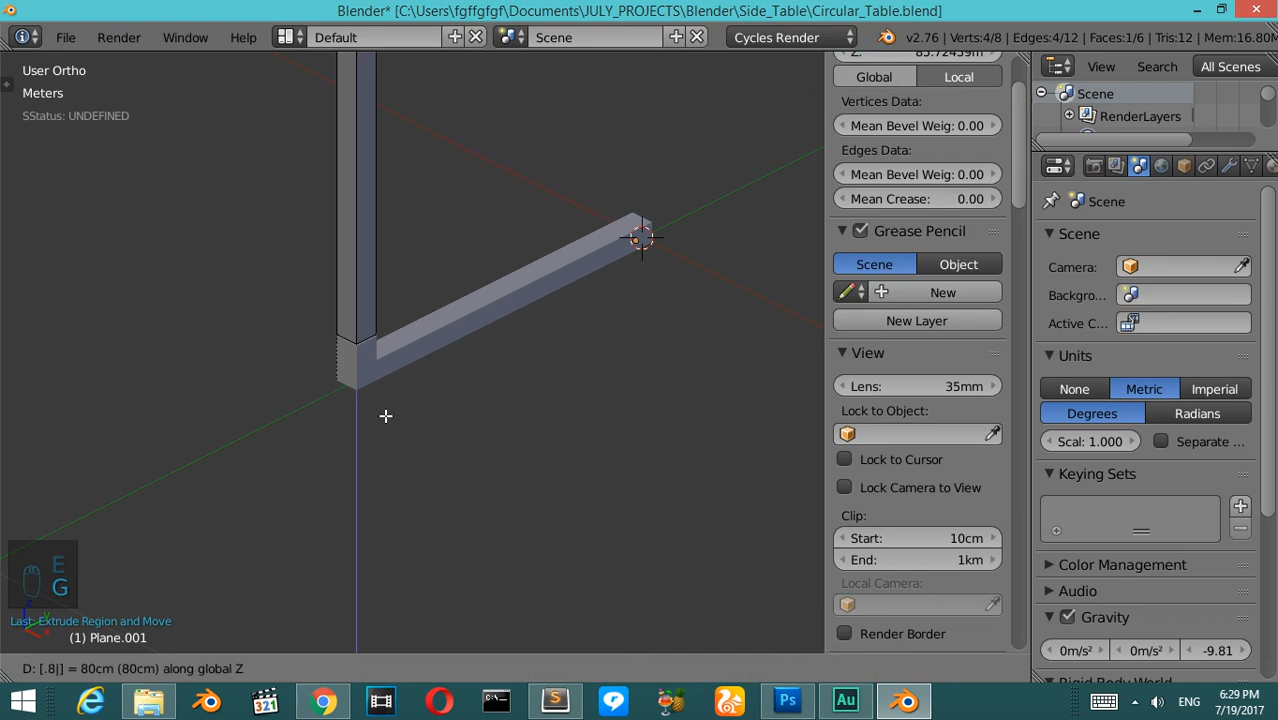 Blender* [C:\Users\fgffgfgf\Documents\JULY_PROJECTS\Blender\Side_Table\Circular_Table.blend]
File Render Window Help Default Scene Cycles Render v2.76 | Verts:4/8 | Edges:4/12 | Faces:1/6 | Tris:12 | Mem:16.80M
User Ortho
Meters
SStatus: UNDEFINED
E
G
Last: Extrude Region and Move
(1) Plane.001
D: [.8|] = 80cm (80cm) along global Z
Global Local
Vertices Data:
Mean Bevel Weig: 0.00
Edges Data:
Mean Bevel Weig: 0.00
Mean Crease: 0.00
Grease Pencil
Scene Object
New
New Layer
View
Lens: 35mm
Lock to Object:
Lock to Cursor
Lock Camera to View
Clip:
Start: 10cm
End: 1km
Local Camera:
Render Border
View Search All Scenes
Scene
RenderLayers
Scene
Scene
Camera:
Backgro...
Active C...
Units
None Metric Imperial
Degrees Radians
Scal: 1.000 Separate ...
Keying Sets
Color Management
Audio
Gravity
0m/s² 0m/s² -9.81
321
Ps
Au
ENG
6:29 PM
7/19/2017